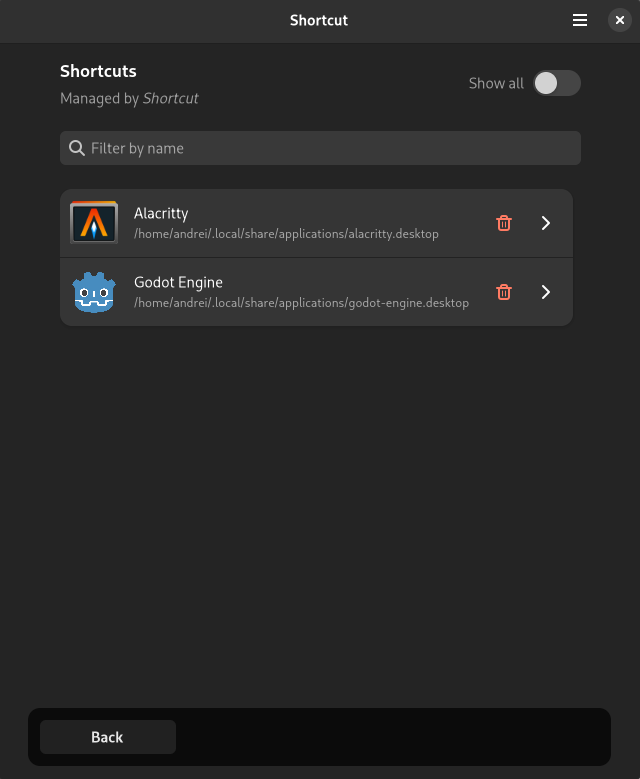 Shortcut
Shortcuts
Managed by Shortcut
Show all
Filter by name
Alacritty
/home/andrei/.local/share/applications/alacritty.desktop
Godot Engine
/home/andrei/.local/share/applications/godot-engine.desktop
Back